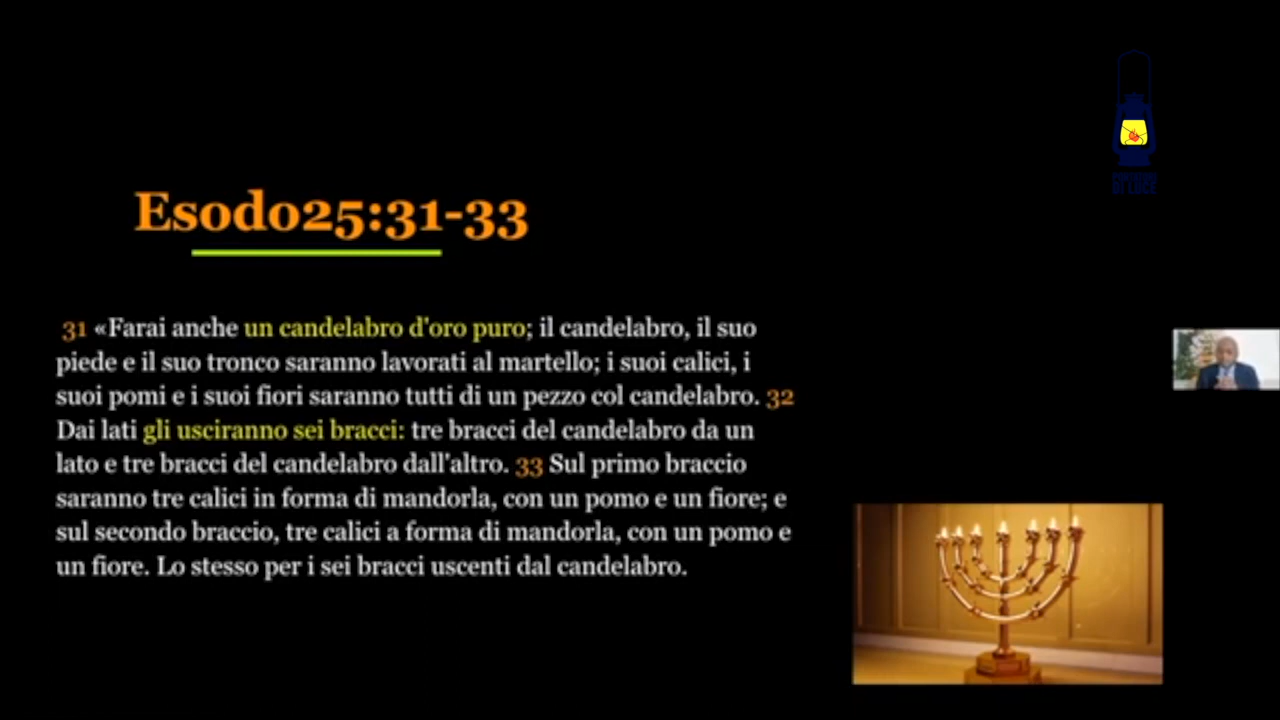 Esodo25:31-33
31 «Farai anche un candelabro d'oro puro; il candelabro, il suo
piede e il suo tronco saranno lavorati al martello; i suoi calici, i
suoi pomi e i suoi fiori saranno tutti di un pezzo col candelabro. 32
Dai lati gli usciranno sei bracci: tre bracci del candelabro da un
lato e tre bracci del candelabro dall'altro. 33 Sul primo braccio
saranno tre calici in forma di mandorla, con un pomo e un fiore; e
sul secondo braccio, tre calici a forma di mandorla, con un pomo e
un fiore. Lo stesso per i sei bracci uscenti dal candelabro.
DI LUCE